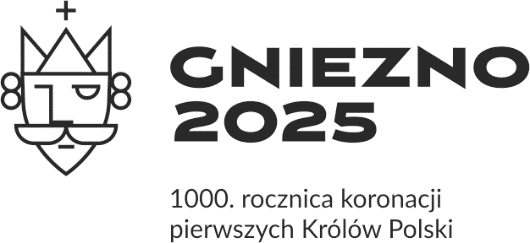 GNIEZNO
2025
1000. rocznica koronacji
pierwszych Królów Polski